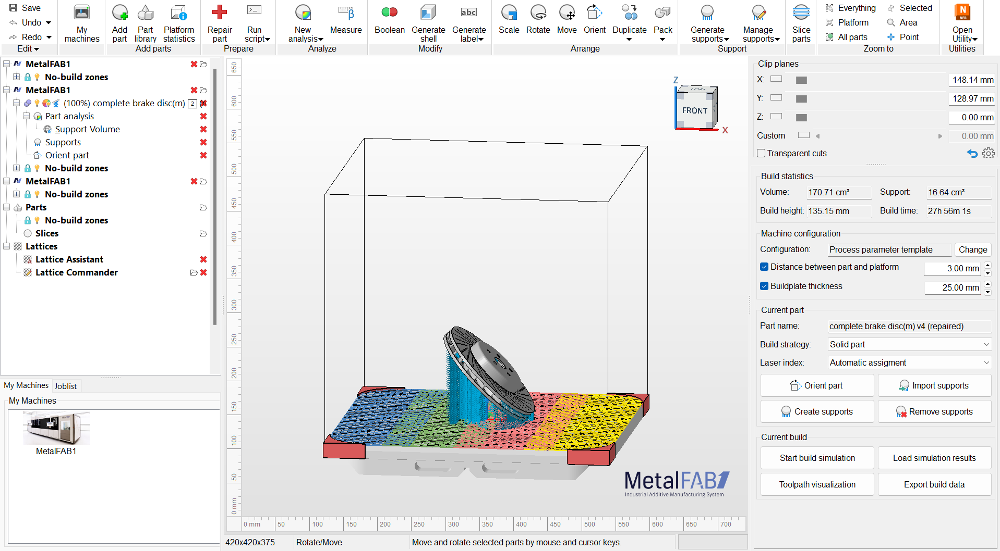 Save
Undo
Redo
Edit
My machines
Add part
Part library
Platform statistics
Add parts
Repair part
Run script
Prepare
New analysis
Measure
Analyze
Boolean
Generate shell
abc
Generate label
Modify
Scale
Rotate
Move
Orient
Duplicate
Pack
Arrange
Generate supports
Manage supports
Support
Slice parts
Everything
Selected
Platform
Area
All parts
Point
Zoom to
N
NFB
Open Utility
Utilities
MetalFAB1
No-build zones
MetalFAB1
(100%) complete brake disc(m) 2
Part analysis
Support Volume
Supports
Orient part
No-build zones
MetalFAB1
No-build zones
Parts
No-build zones
Slices
Lattices
Lattice Assistant
Lattice Commander
My Machines
Joblist
My Machines
MetalFAB1
650
600
550
500
450
400
350
300
250
200
150
100
50
0 mm
0 mm 50 100 150 200 250 300 350 400 450 500 550 600 650 700
Z
FRONT
X
MetalFAB1
Industrial Additive Manufacturing System
420x420x375
Rotate/Move
Move and rotate selected parts by mouse and cursor keys.
Clip planes
X: 148.14 mm
Y: 128.97 mm
Z: 0.00 mm
Custom 0.00 mm
Transparent cuts
Build statistics
Volume: 170.71 cm³ Support: 16.64 cm³
Build height: 135.15 mm Build time: 27h 56m 1s
Machine configuration
Configuration: Process parameter template Change
Distance between part and platform 3.00 mm
Buildplate thickness 25.00 mm
Current part
Part name: complete brake disc(m) v4 (repaired)
Build strategy: Solid part
Laser index: Automatic assigment
Orient part
Import supports
Create supports
Remove supports
Current build
Start build simulation
Load simulation results
Toolpath visualization
Export build data